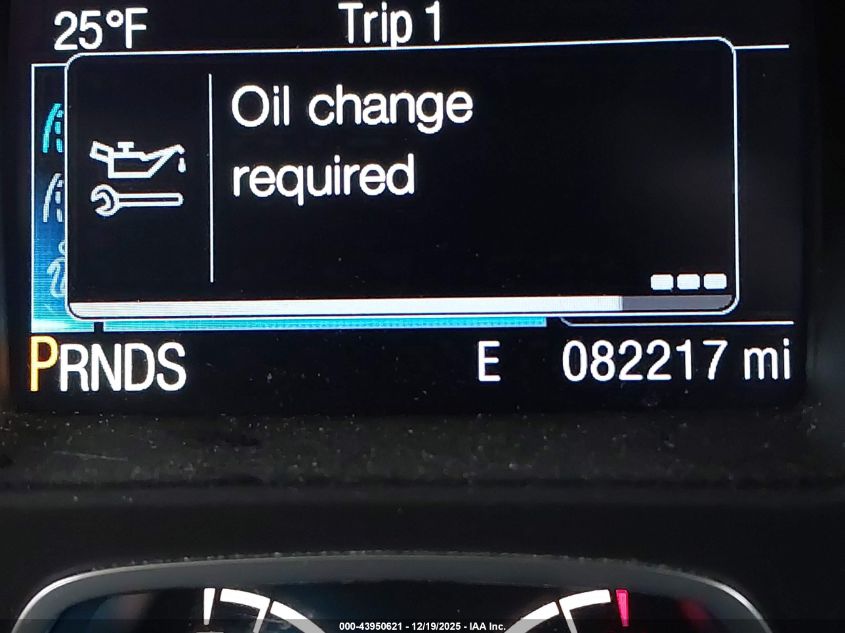 25°F Trip 1
Oil change
required
PRNDS E 082217 mi
000-43950621 - 12/19/2025 - IAA Inc.